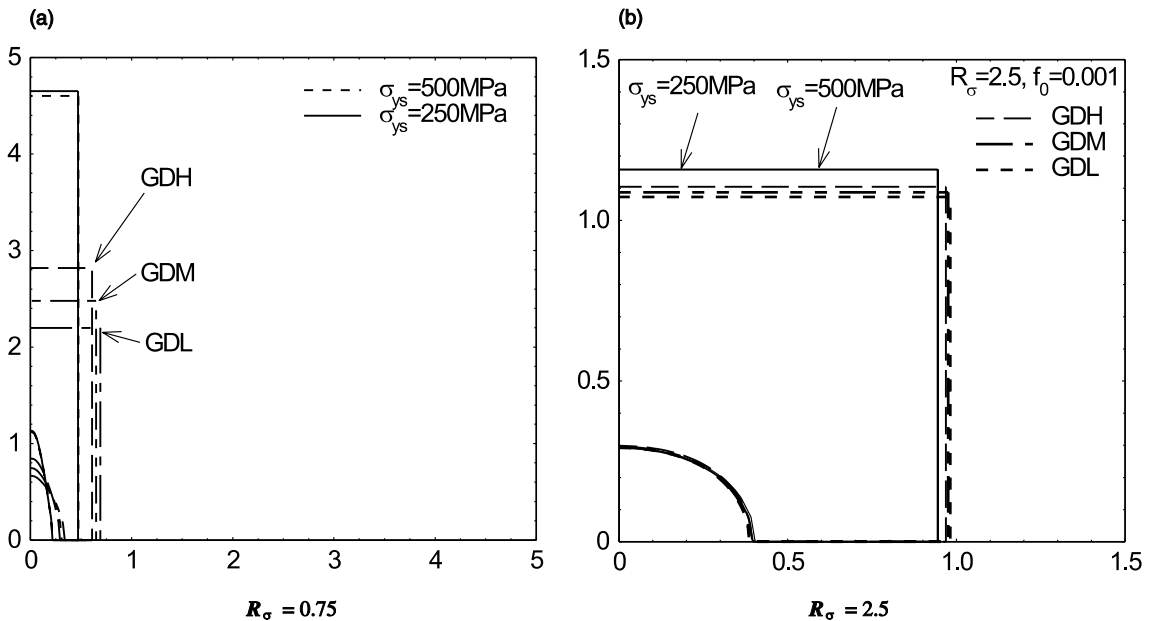 (a)
5
4
3
2
1
0
0
1
2
3
4
5
σys=500MPa
σys=250MPa
GDH
GDM
GDL
Rσ = 0.75
(b)
1.5
1.0
0.5
0
0
0.5
1.0
1.5
σys=250MPa
σys=500MPa
Rσ=2.5, f0=0.001
GDH
GDM
GDL
Rσ = 2.5